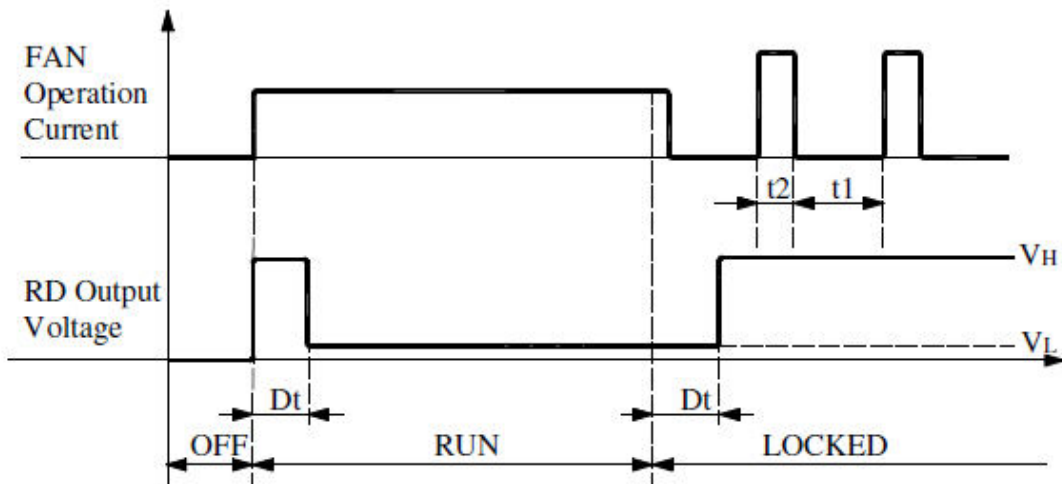 FAN
Operation
Current
t2 t1
VH
RD Output
Voltage
VL
Dt Dt
OFF RUN LOCKED